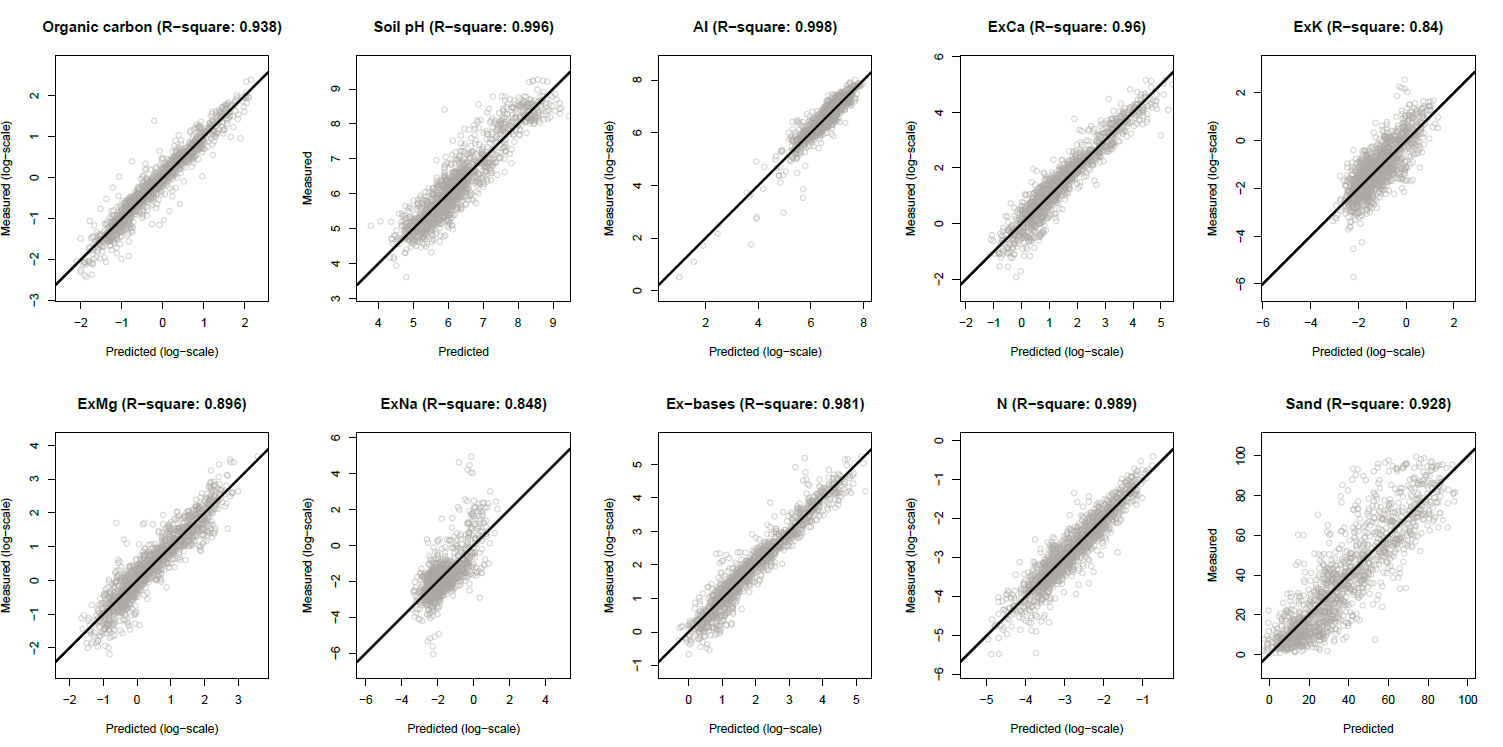 Organic carbon (R−square: 0.938)
Measured (log−scale)
2
1
0
−1
−2
−3
−2 −1 0 1 2
Predicted (log−scale)
Soil pH (R−square: 0.996)
Measured
9
8
7
6
5
4
3
4 5 6 7 8 9
Predicted
Al (R−square: 0.998)
Measured (log−scale)
8
6
4
2
0
2 4 6 8
Predicted (log−scale)
ExCa (R−square: 0.96)
Measured (log−scale)
6
4
2
0
−2
−2 −1 0 1 2 3 4 5
Predicted (log−scale)
ExK (R−square: 0.84)
Measured (log−scale)
2
0
−2
−4
−6
−6 −4 −2 0 2
Predicted (log−scale)
ExMg (R−square: 0.896)
Measured (log−scale)
4
3
2
1
0
−1
−2
−2 −1 0 1 2 3
Predicted (log−scale)
ExNa (R−square: 0.848)
Measured (log−scale)
6
4
2
0
−2
−4
−6
−6 −4 −2 0 2 4
Predicted (log−scale)
Ex−bases (R−square: 0.981)
Measured (log−scale)
5
4
3
2
1
0
−1
0 1 2 3 4 5
Predicted (log−scale)
N (R−square: 0.989)
Measured (log−scale)
0
−1
−2
−3
−4
−5
−6
−5 −4 −3 −2 −1
Predicted (log−scale)
Sand (R−square: 0.928)
Measured
100
80
60
40
20
0
0 20 40 60 80 100
Predicted